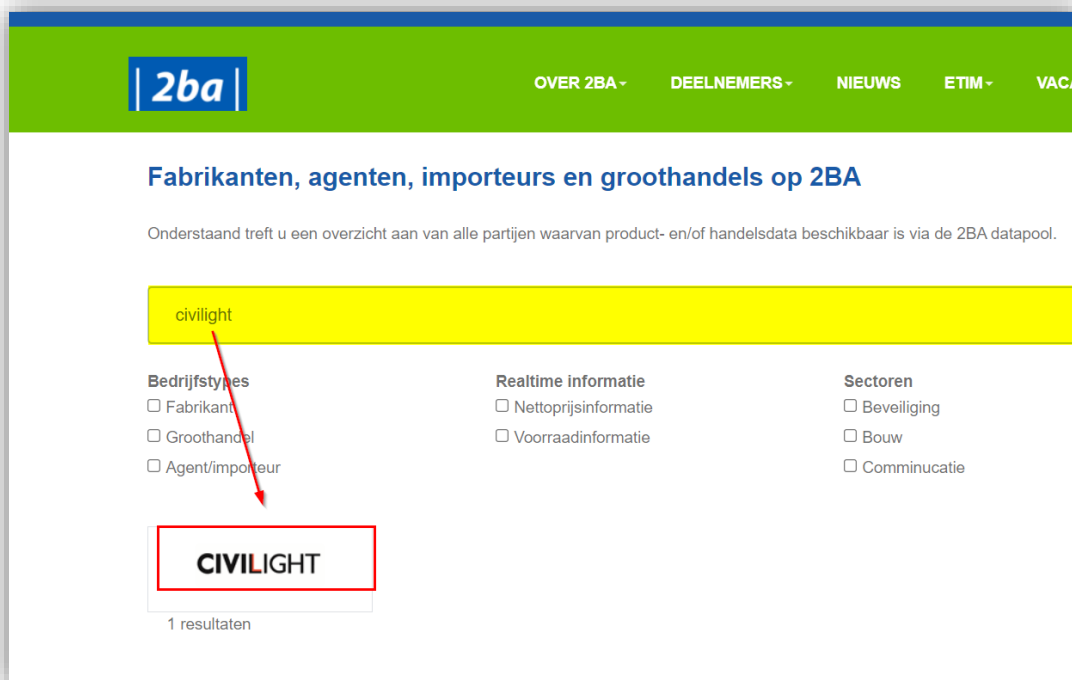 |2ba|
OVER 2BA DEELNEMERS NIEUWS ETIM VACA
Fabrikanten, agenten, importeurs en groothandels op 2BA
Onderstaand treft u een overzicht aan van alle partijen waarvan product- en/of handelsdata beschikbaar is via de 2BA datapool.
civilight
Bedrijfstypes
Fabrikant
Groothandel
Agent/importeur
Realtime informatie
Nettoprijsinformatie
Voorraadinformatie
Sectoren
Beveiliging
Bouw
Comminucatie
CIVILIGHT
1 resultaten